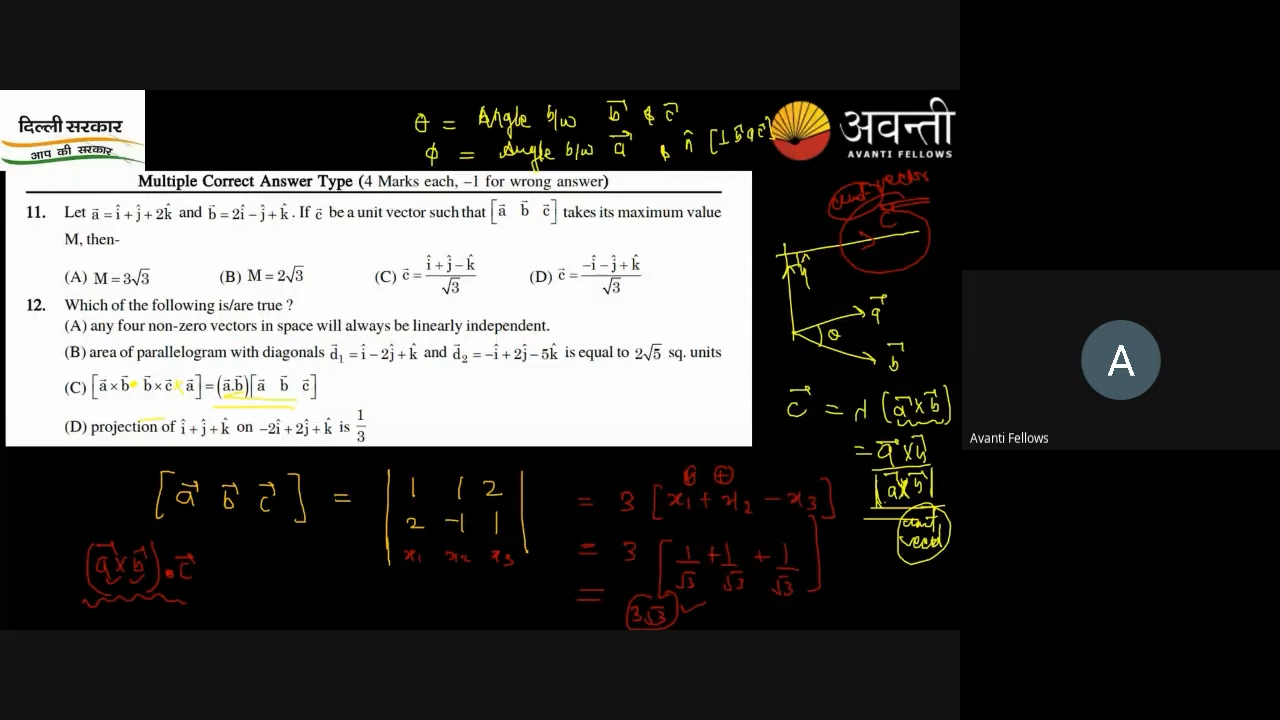 दिल्ली सरकार
आप की सरकार
θ = Angle b/w b⃗ & c⃗
φ = Angle b/w a⃗ & n̂ [⊥ b⃗ & c⃗]
अवन्ती
AVANTI FELLOWS
Multiple Correct Answer Type (4 Marks each, –1 for wrong answer)
11. Let a⃗ = î + ĵ + 2k̂ and b⃗ = 2î – ĵ + k̂. If c⃗ be a unit vector such that [a⃗ b⃗ c⃗] takes its maximum value
M, then-
(A) M = 3√3 (B) M = 2√3 (C) c⃗ = (î + ĵ – k̂)/√3 (D) c⃗ = (–î – ĵ + k̂)/√3
12. Which of the following is/are true ?
(A) any four non-zero vectors in space will always be linearly independent.
(B) area of parallelogram with diagonals d⃗₁ = î – 2ĵ + k̂ and d⃗₂ = –î + 2ĵ – 5k̂ is equal to 2√5 sq. units
(C) [a⃗ × b⃗ b⃗ × c⃗ a⃗] = (a⃗.b⃗)[a⃗ b⃗ c⃗]
(D) projection of î + ĵ + k̂ on –2î + 2ĵ + k̂ is 1/3
unit vector
c⃗
a⃗
θ
b⃗
c⃗ = λ (a⃗×b⃗)
= a⃗×b⃗
|a⃗×b⃗|
unit
[a⃗ b⃗ c⃗] =
1 1 2
2 -1 1
x₁ x₂ x₃
= 3 [x₁ + x₂ – x₃]
= 3 [1/√3 + 1/√3 + 1/√3]
= 3√3 ✓
(a⃗×b⃗)•c⃗
A
Avanti Fellows